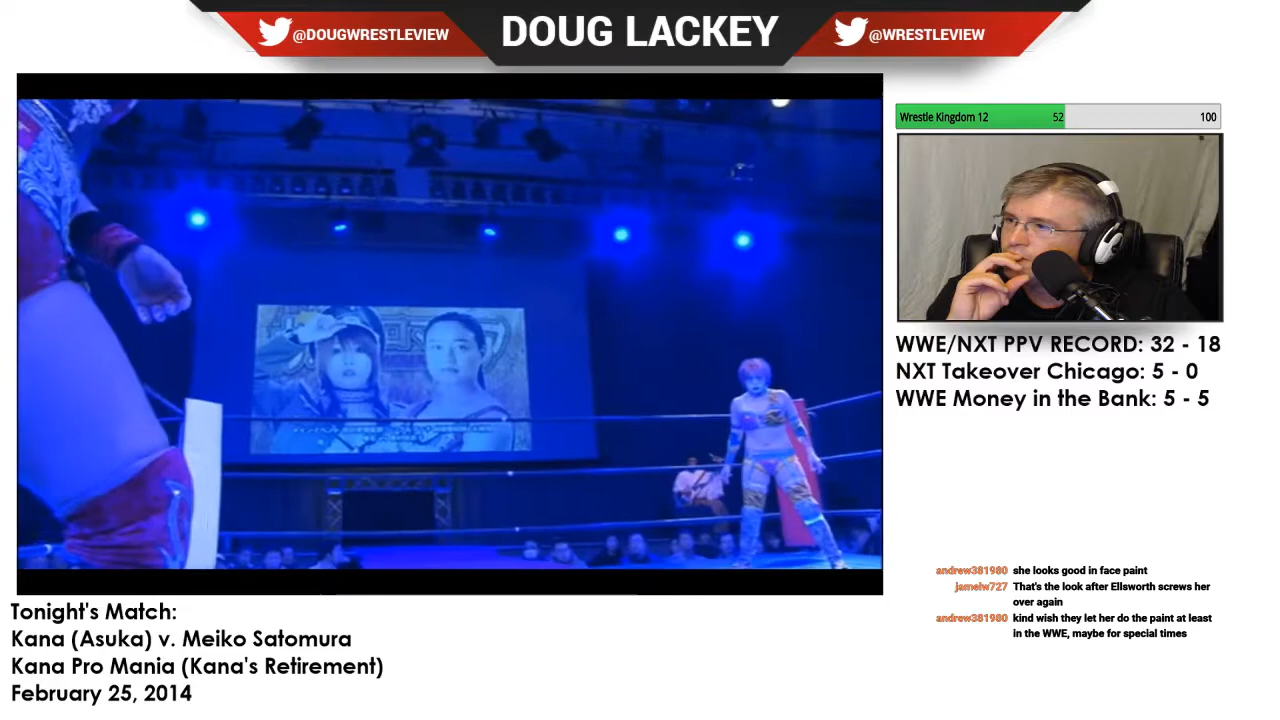 @DOUGWRESTLEVIEW
DOUG LACKEY
@WRESTLEVIEW
Wrestle Kingdom 12 52 100
WWE/NXT PPV RECORD: 32 - 18
NXT Takeover Chicago: 5 - 0
WWE Money in the Bank: 5 - 5
andrew381980 she looks good in face paint
jamelw727 That's the look after Ellsworth screws her
over again
andrew381980 kind wish they let her do the paint at least
in the WWE, maybe for special times
Tonight's Match:
Kana (Asuka) v. Meiko Satomura
Kana Pro Mania (Kana's Retirement)
February 25, 2014